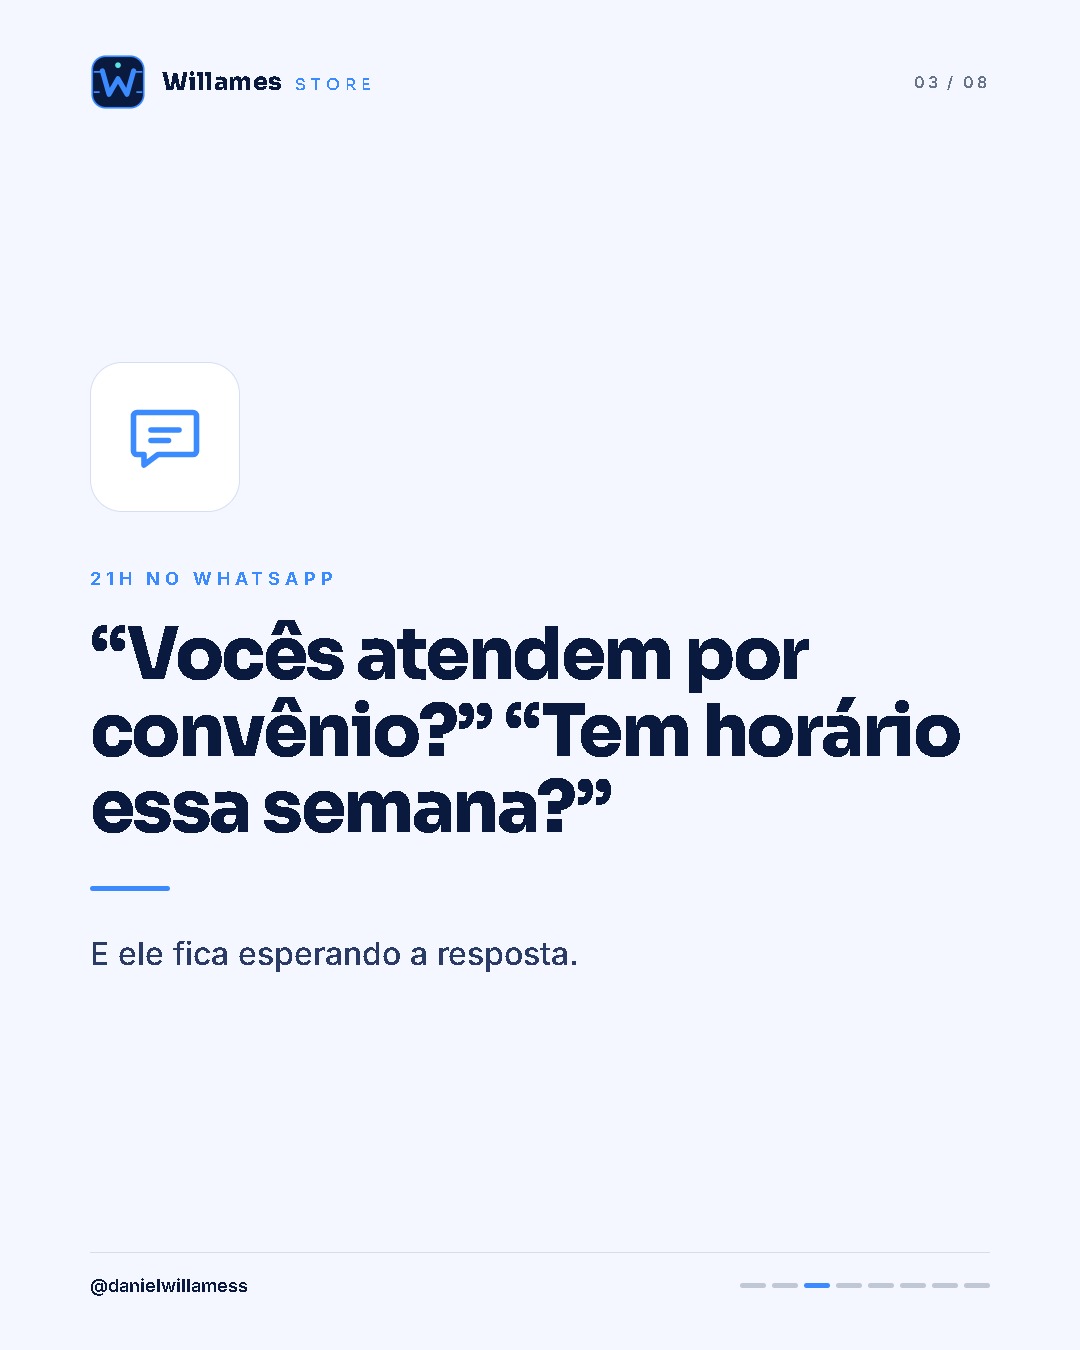 W
Willames STORE
03 / 08
21H NO WHATSAPP
“Vocês atendem por
convênio?” “Tem horário
essa semana?”
E ele fica esperando a resposta.
@danielwillamess